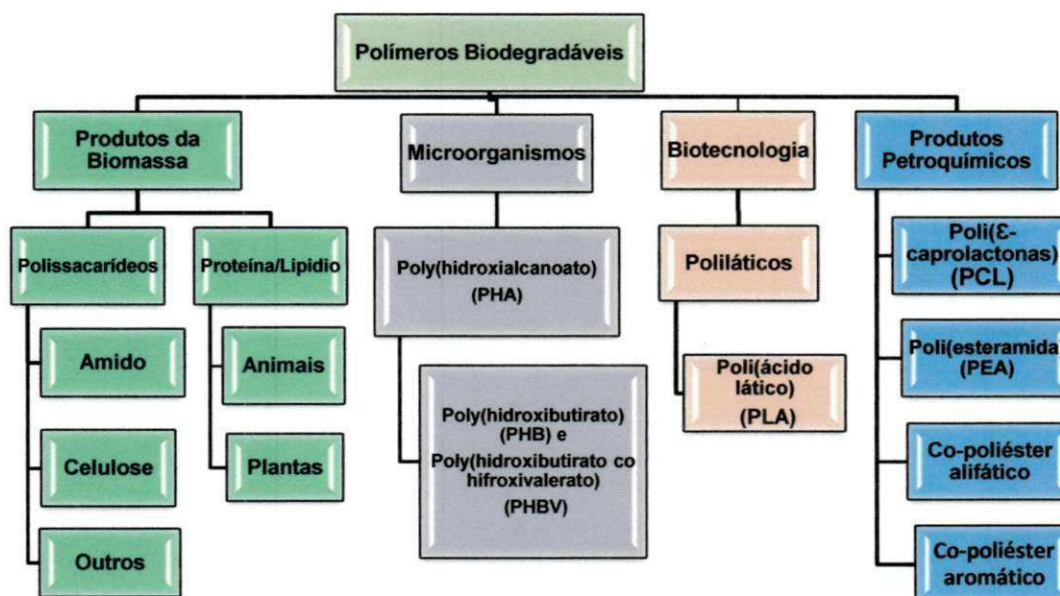 Polímeros Biodegradáveis
Produtos da
Biomassa
Microorganismos
Biotecnologia
Produtos
Petroquímicos
Polissacarídeos
Proteína/Lipidio
Poly(hidroxialcanoato)
(PHA)
Poliláticos
Poli(Ɛ-
caprolactonas)
(PCL)
Amido
Animais
Poli(ácido
lático)
(PLA)
Poli(esteramida)
(PEA)
Celulose
Plantas
Poly(hidroxibutirato)
(PHB) e
Poly(hidroxibutirato co
hifroxivalerato)
(PHBV)
Co-poliéster
alifático
Outros
Co-poliéster
aromático